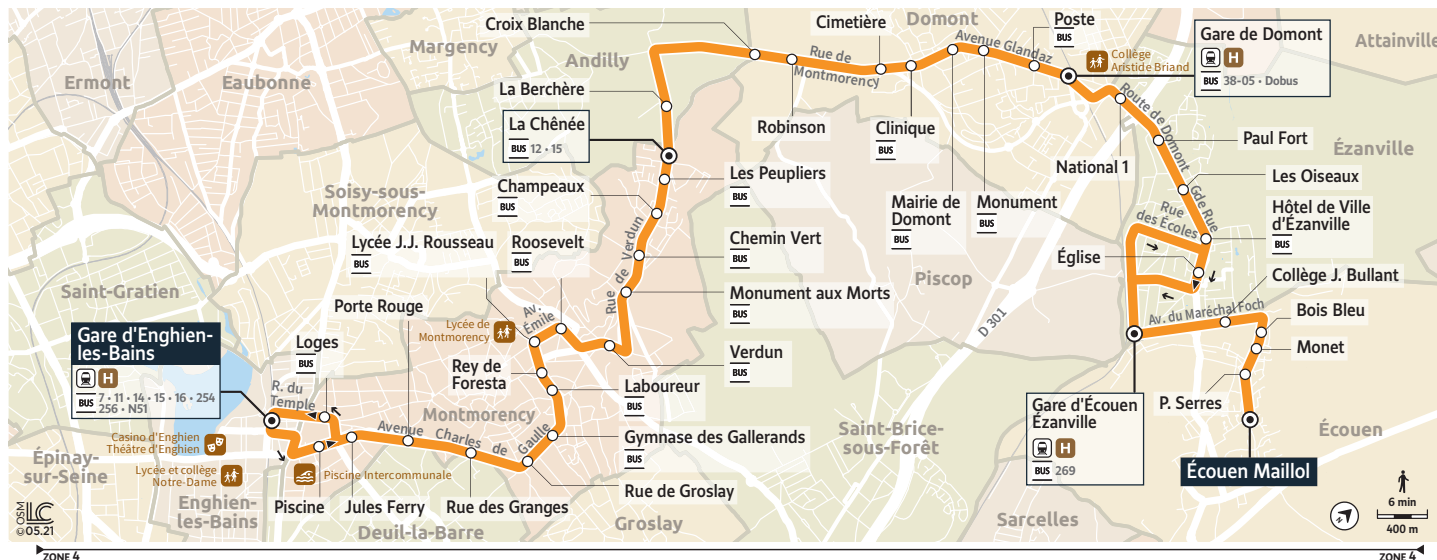 Croix Blanche
Cimetière
Domont
Poste
BUS
Gare de Domont
H
BUS 38-05 • Dobus
Attainville
Margency
Andilly
Rue de
Montmorency
Avenue Glandaz
Collège
Aristide Briand
Ermont
Eaubonne
La Berchère
Robinson
Clinique
BUS
Route de Domont
National 1
Paul Fort
Ézanville
La Chênée
BUS 12 • 15
Les Peupliers
BUS
Les Oiseaux
Gde Rue
Soisy-sous-
Montmorency
Champeaux
BUS
Mairie de
Domont
BUS
Monument
BUS
Rue
des Écoles
Hôtel de Ville
d'Ézanville
BUS
Lycée J.J. Rousseau
BUS
Roosevelt
BUS
Rue de Verdun
Chemin Vert
BUS
Piscop
Église
Collège J. Bullant
Saint-Gratien
Porte Rouge
Av.
Émile
Monument aux Morts
BUS
D 301
Av. du Maréchal Foch
Bois Bleu
Gare d'Enghien-
les-Bains
H
BUS 7 • 11 • 14 • 15 • 16 • 254
256 • N51
Loges
BUS
Lycée de
Montmorency
Verdun
BUS
Monet
Rey de
Foresta
Laboureur
BUS
P. Serres
R. du
Temple
Montmorency
Gare d'Écouen
Ézanville
H
BUS 269
Casino d'Enghien
Théâtre d'Enghien
Avenue Charles de Gaulle
Gymnase des Gallerands
BUS
Saint-Brice-
sous-Forêt
Écouen
Épinay-
sur-Seine
Lycée et collège
Notre-Dame
Piscine Intercommunale
Écouen Maillol
Rue de Groslay
Enghien-
les-Bains
Piscine
Jules Ferry
Rue des Granges
Deuil-la-Barre
Groslay
Sarcelles
6 min
400 m
LC
© OSM
05.21
ZONE 4
ZONE 4